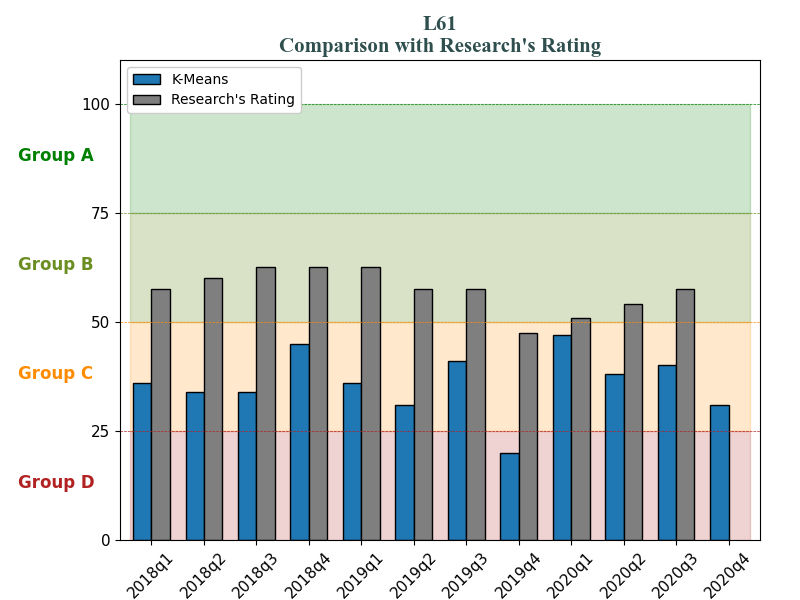 L61
Comparison with Research's Rating
K-Means
Research's Rating
100
Group A
75
Group B
50
Group C
25
Group D
0
2018q1
2018q2
2018q3
2018q4
2019q1
2019q2
2019q3
2019q4
2020q1
2020q2
2020q3
2020q4